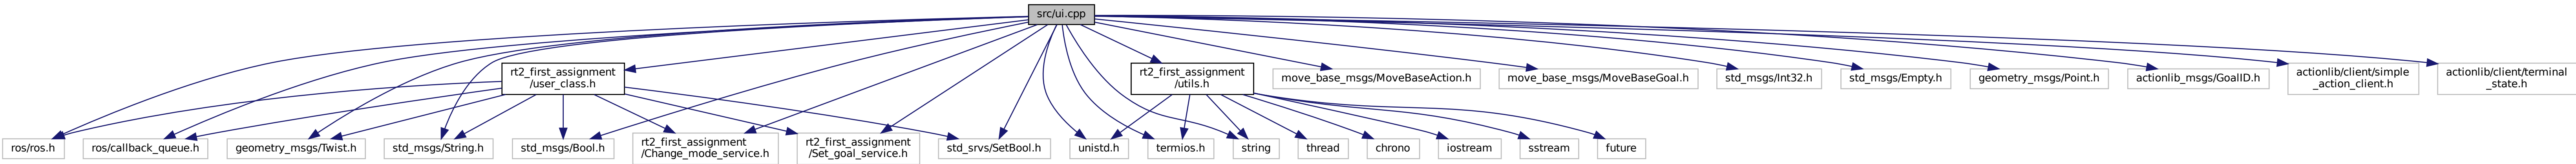 src/ui.cpp
rt2_first_assignment
/user_class.h
rt2_first_assignment
/utils.h
move_base_msgs/MoveBaseAction.h
move_base_msgs/MoveBaseGoal.h
std_msgs/Int32.h
std_msgs/Empty.h
geometry_msgs/Point.h
actionlib_msgs/GoalID.h
actionlib/client/simple
_action_client.h
actionlib/client/terminal
_state.h
ros/ros.h
ros/callback_queue.h
geometry_msgs/Twist.h
std_msgs/String.h
std_msgs/Bool.h
rt2_first_assignment
/Change_mode_service.h
rt2_first_assignment
/Set_goal_service.h
std_srvs/SetBool.h
unistd.h
termios.h
string
thread
chrono
iostream
sstream
future